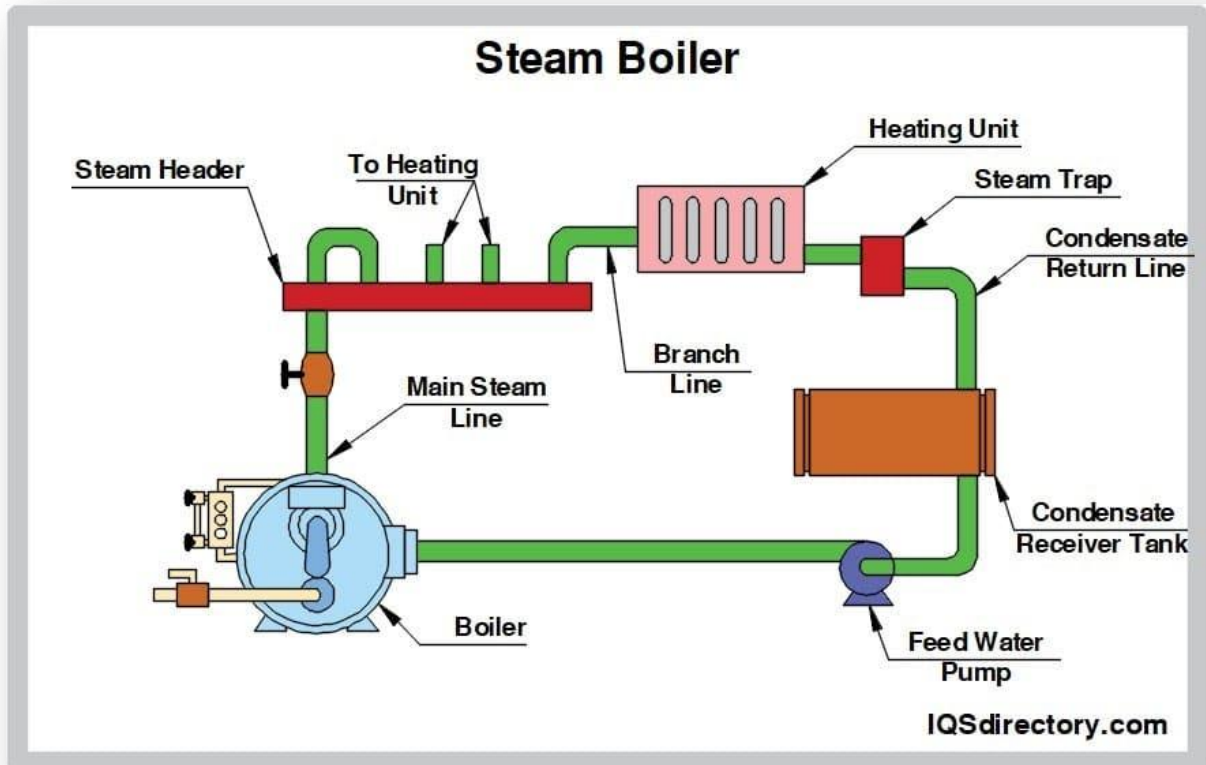 Steam Boiler
Steam Header
To Heating
Unit
Heating Unit
Steam Trap
Condensate
Return Line
Branch
Line
Main Steam
Line
Condensate
Receiver Tank
Boiler
Feed Water
Pump
IQSdirectory.com